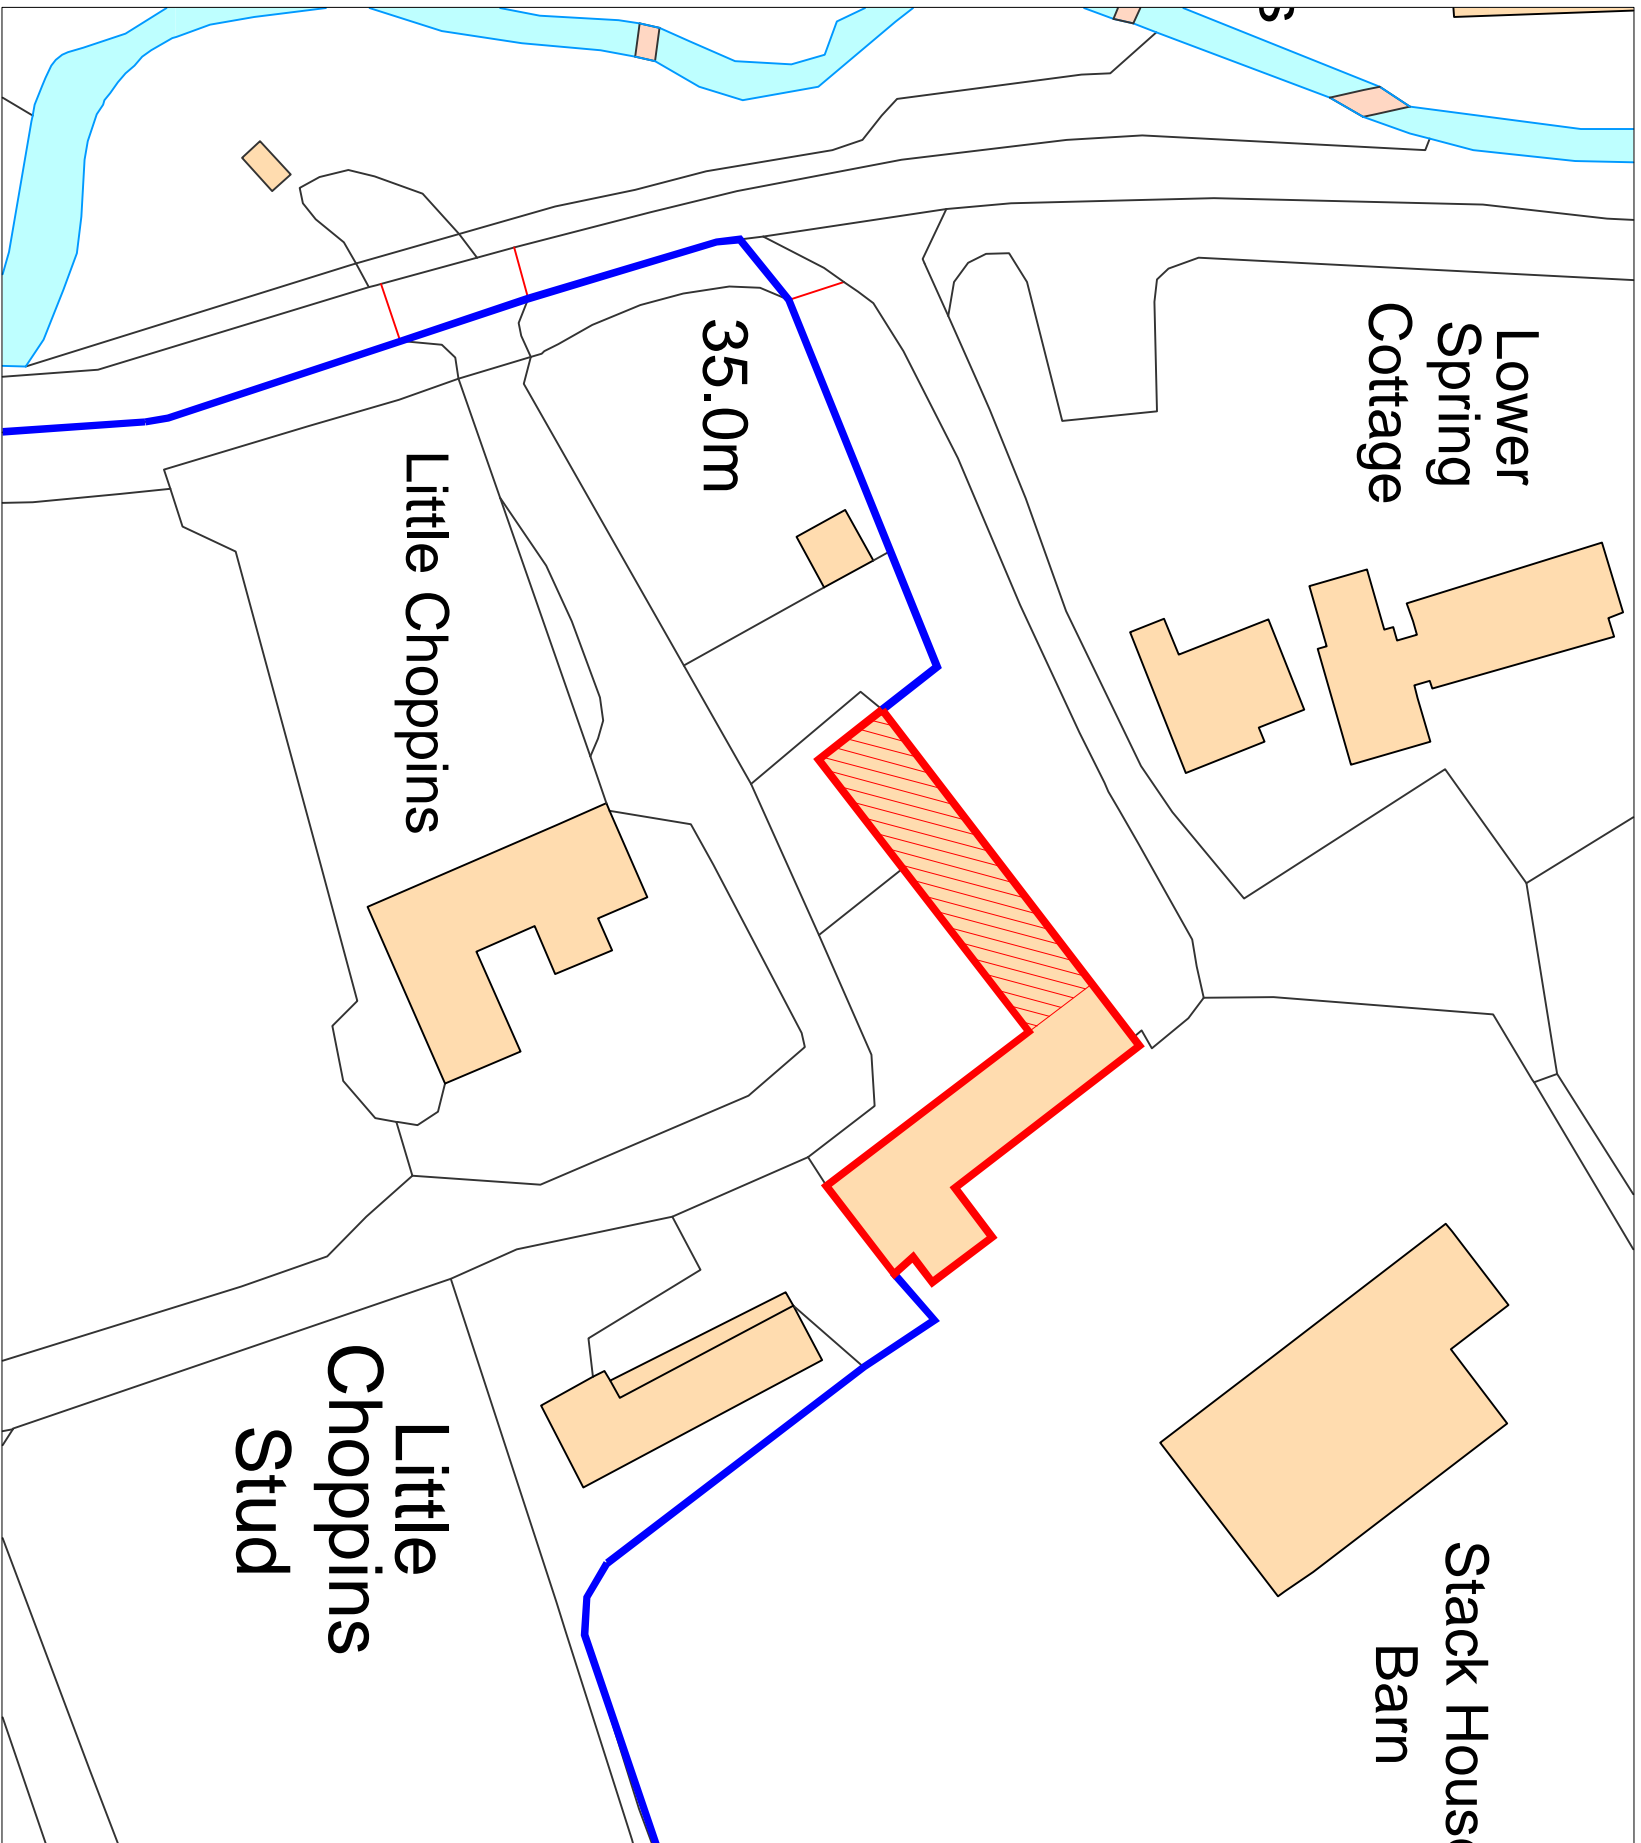 Lower
Spring
Cottage
35.0m
Little Choppins
Little
Choppins
Stud
Stack House
Barn